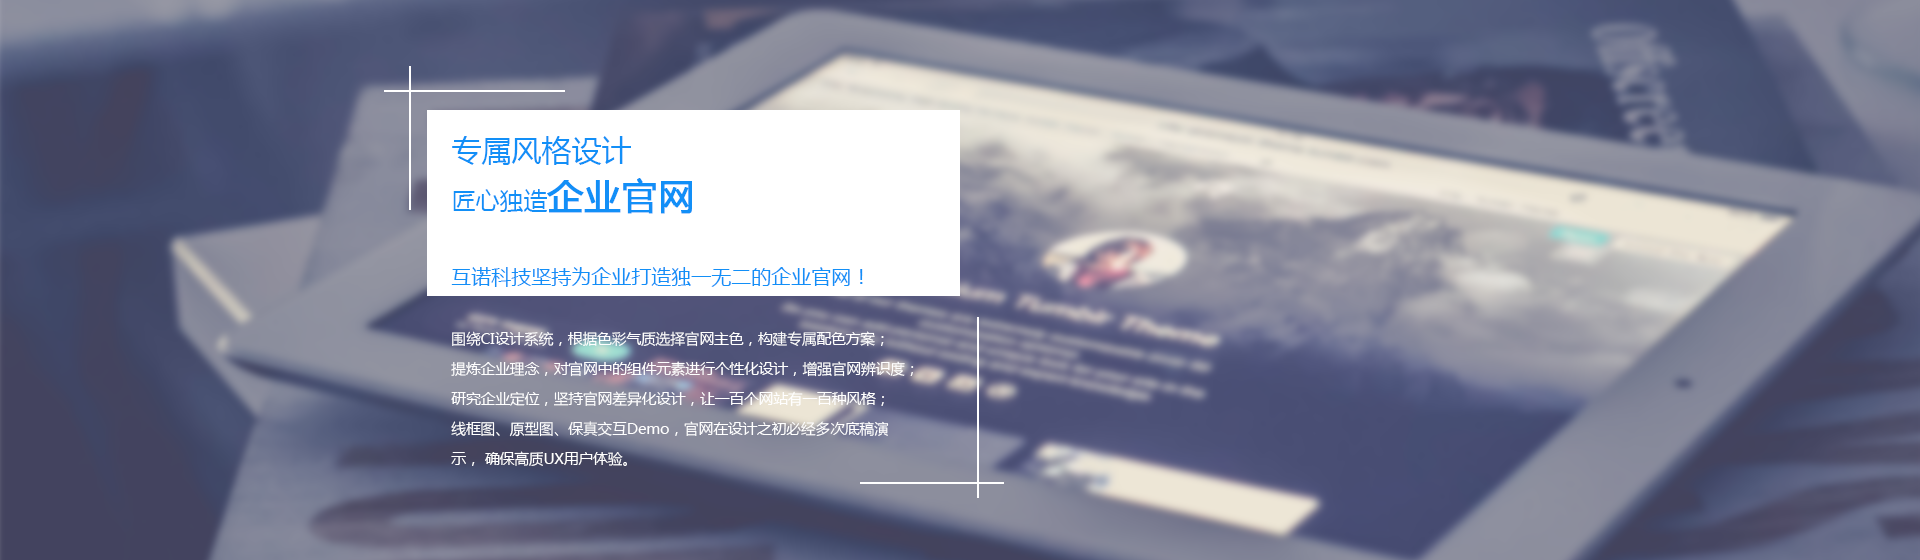 专属风格设计
匠心独造企业官网
互诺科技坚持为企业打造独一无二的企业官网！
围绕CI设计系统，根据色彩气质选择官网主色，构建专属配色方案；
提炼企业理念，对官网中的组件元素进行个性化设计，增强官网辨识度；
研究企业定位，坚持官网差异化设计，让一百个网站有一百种风格；
线框图、原型图、保真交互Demo，官网在设计之初必经多次底稿演
示， 确保高质UX用户体验。
Tumblr Theme